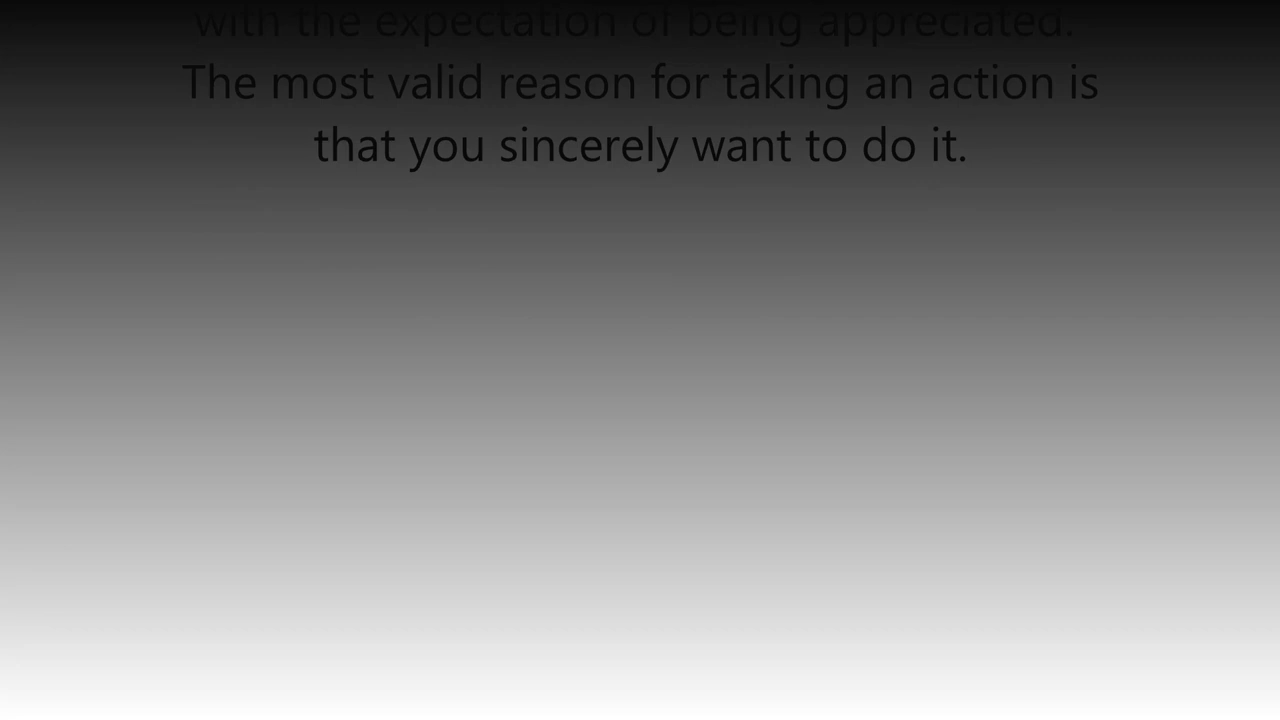 with the expectation of being appreciated.
The most valid reason for taking an action is
that you sincerely want to do it.